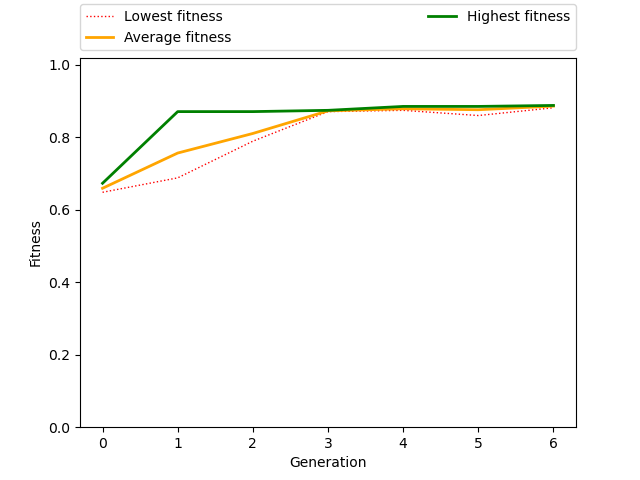 Lowest fitness
Average fitness
Highest fitness
1.0
0.8
0.6
0.4
0.2
0.0
Fitness
0 1 2 3 4 5 6
Generation